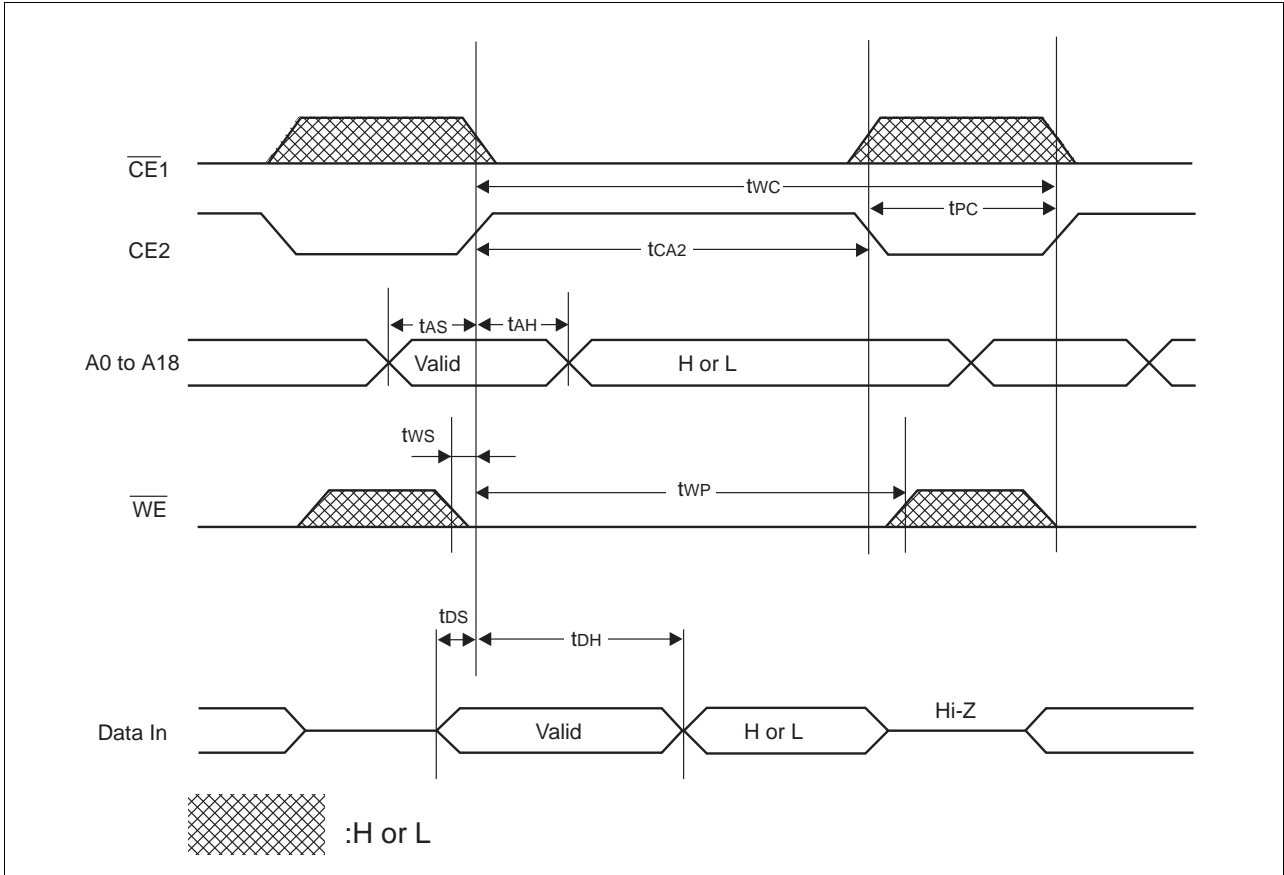 CE1
tWC
tPC
CE2
tCA2
tAS
tAH
A0 to A18
Valid
H or L
tWS
WE
tWP
tDS
tDH
Data In
Valid
H or L
Hi-Z
:H or L